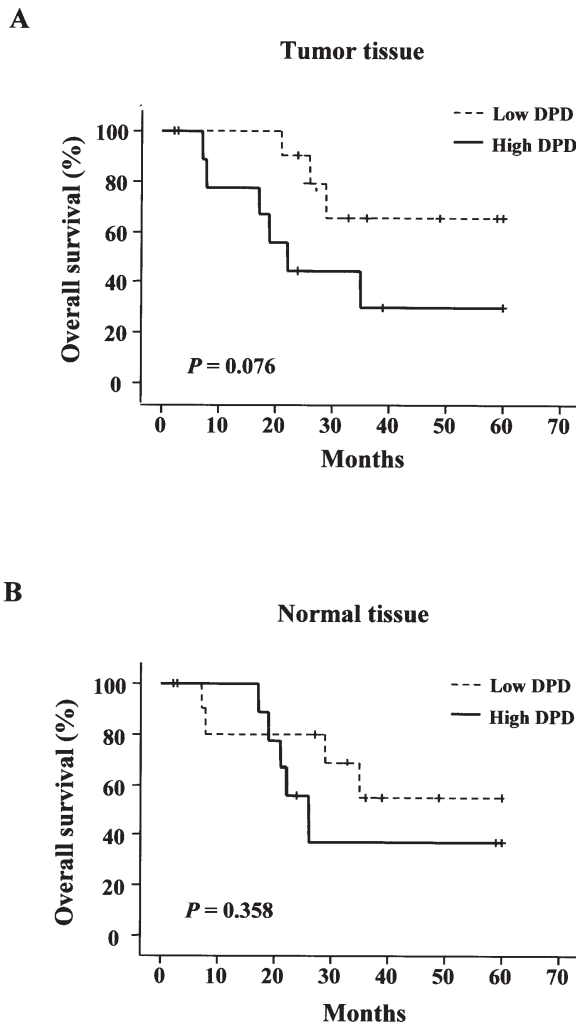 A
Tumor tissue
Low DPD
High DPD
Overall survival (%)
100
80
60
40
20
0
P = 0.076
0 10 20 30 40 50 60 70
Months
B
Normal tissue
Low DPD
High DPD
Overall survival (%)
100
80
60
40
20
0
P = 0.358
0 10 20 30 40 50 60 70
Months